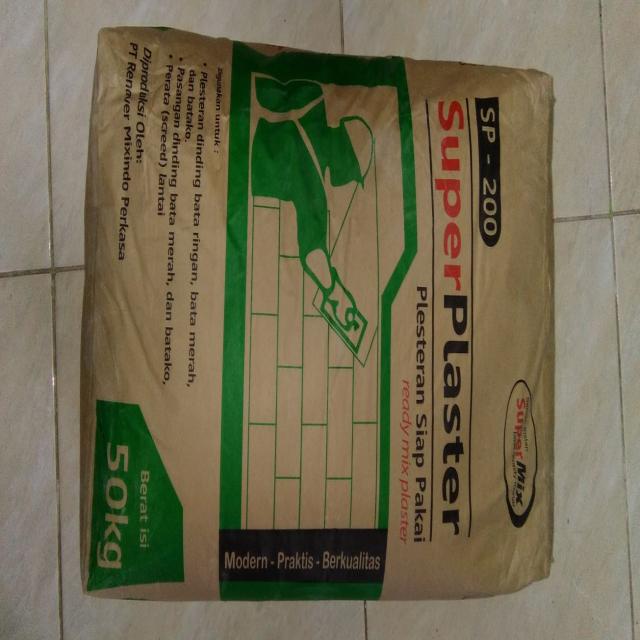 SP - 200
SuperMix
SuperPlaster
Plesteran Siap Pakai
ready mix plaster
Modern - Praktis - Berkualitas
Digunakan untuk :
• Plesteran dinding bata ringan, bata merah,
dan batako,
• Pasangan dinding bata merah, dan batako,
• Perata (screed) lantai
Diproduksi Oleh:
PT Renaver Mixindo Perkasa
Berat isi
50kg